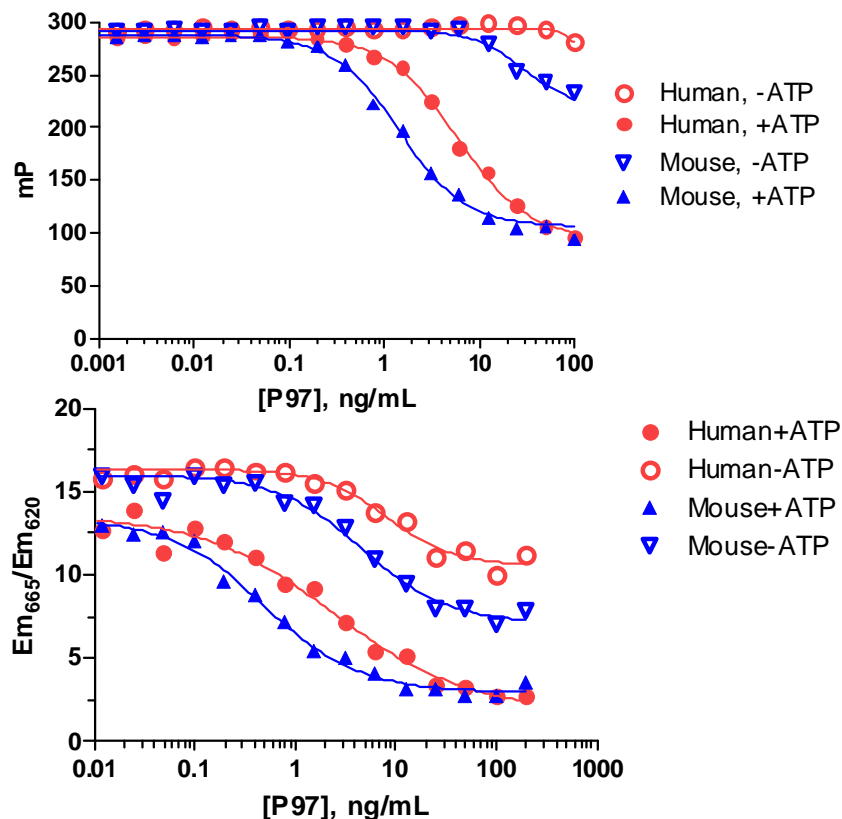 300
250
200
150
100
50
0
mP
0.001 0.01 0.1 1 10 100
[P97], ng/mL
Human, -ATP
Human, +ATP
Mouse, -ATP
Mouse, +ATP
20
15
10
5
0
Em665/Em620
0.01 0.1 1 10 100 1000
[P97], ng/mL
Human+ATP
Human-ATP
Mouse+ATP
Mouse-ATP